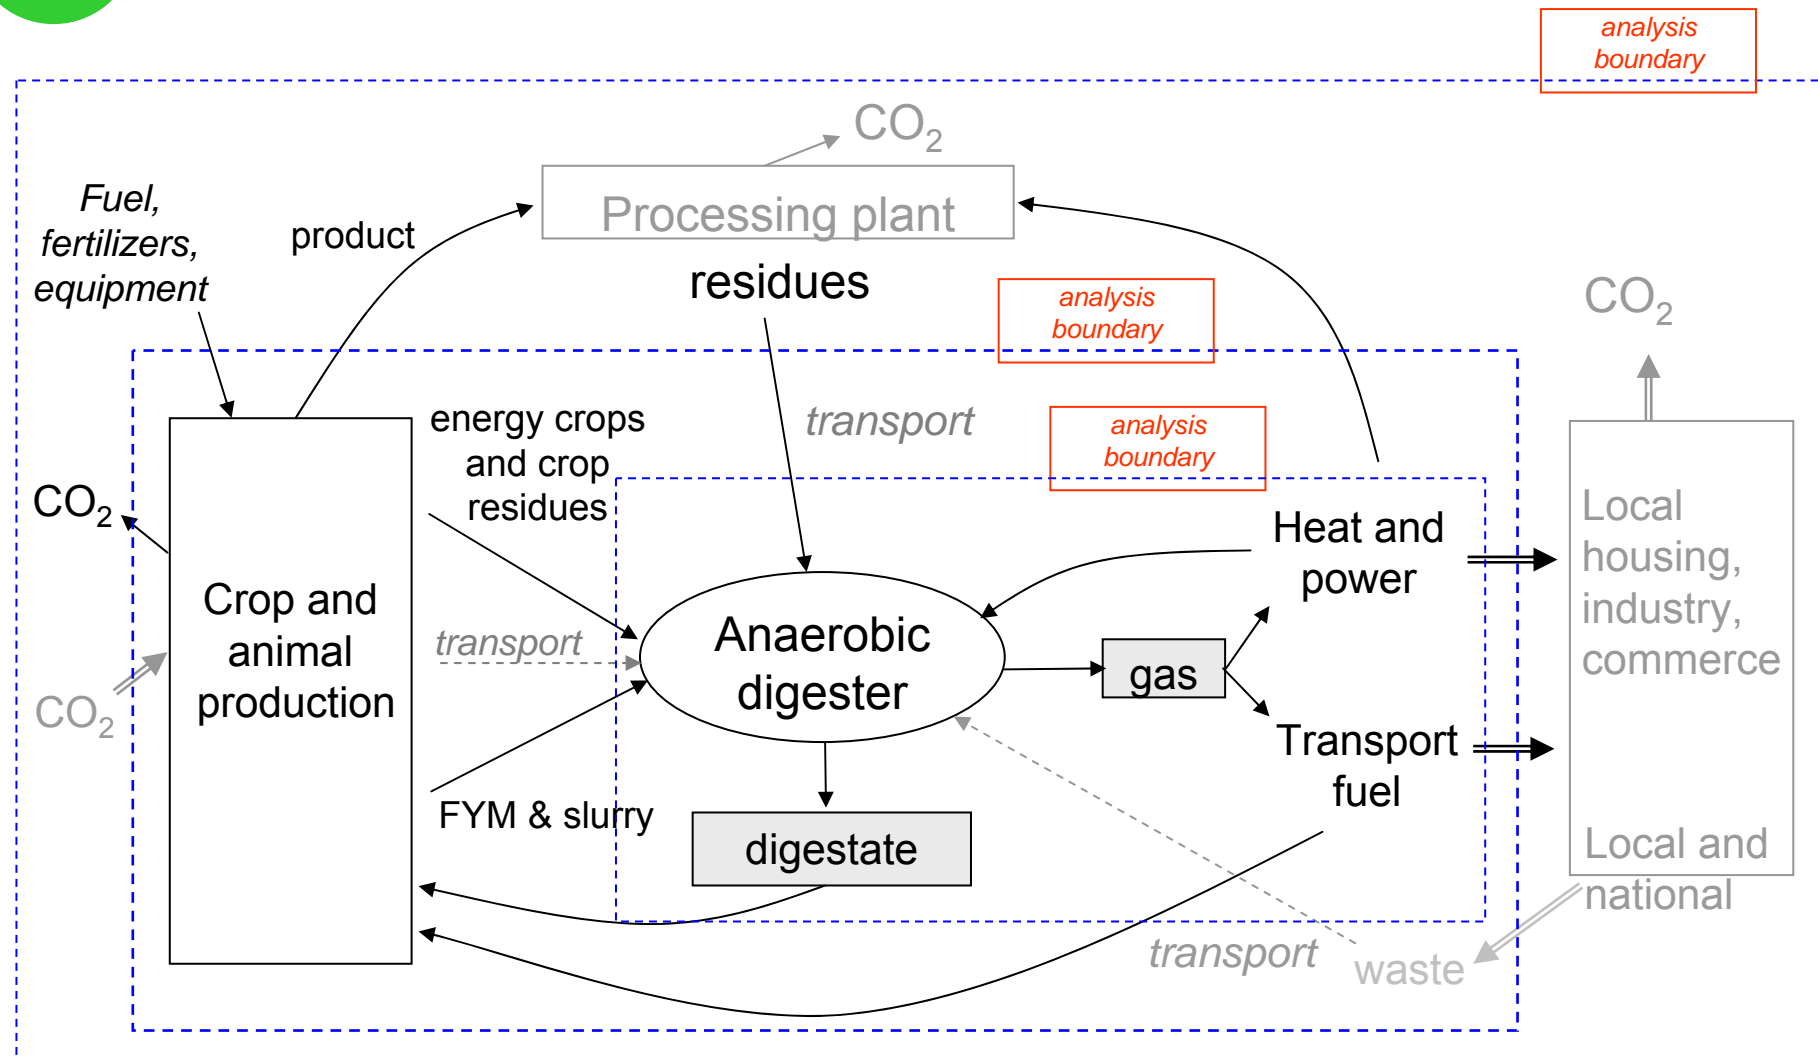 analysis
boundary
CO2
Processing plant
Fuel,
fertilizers,
equipment
product
residues
analysis
boundary
CO2
energy crops
and crop
residues
transport
analysis
boundary
CO2
Heat and
power
Local
housing,
industry,
commerce
Crop and
animal
production
transport
Anaerobic
digester
gas
CO2
Transport
fuel
FYM & slurry
digestate
Local and
national
transport
waste